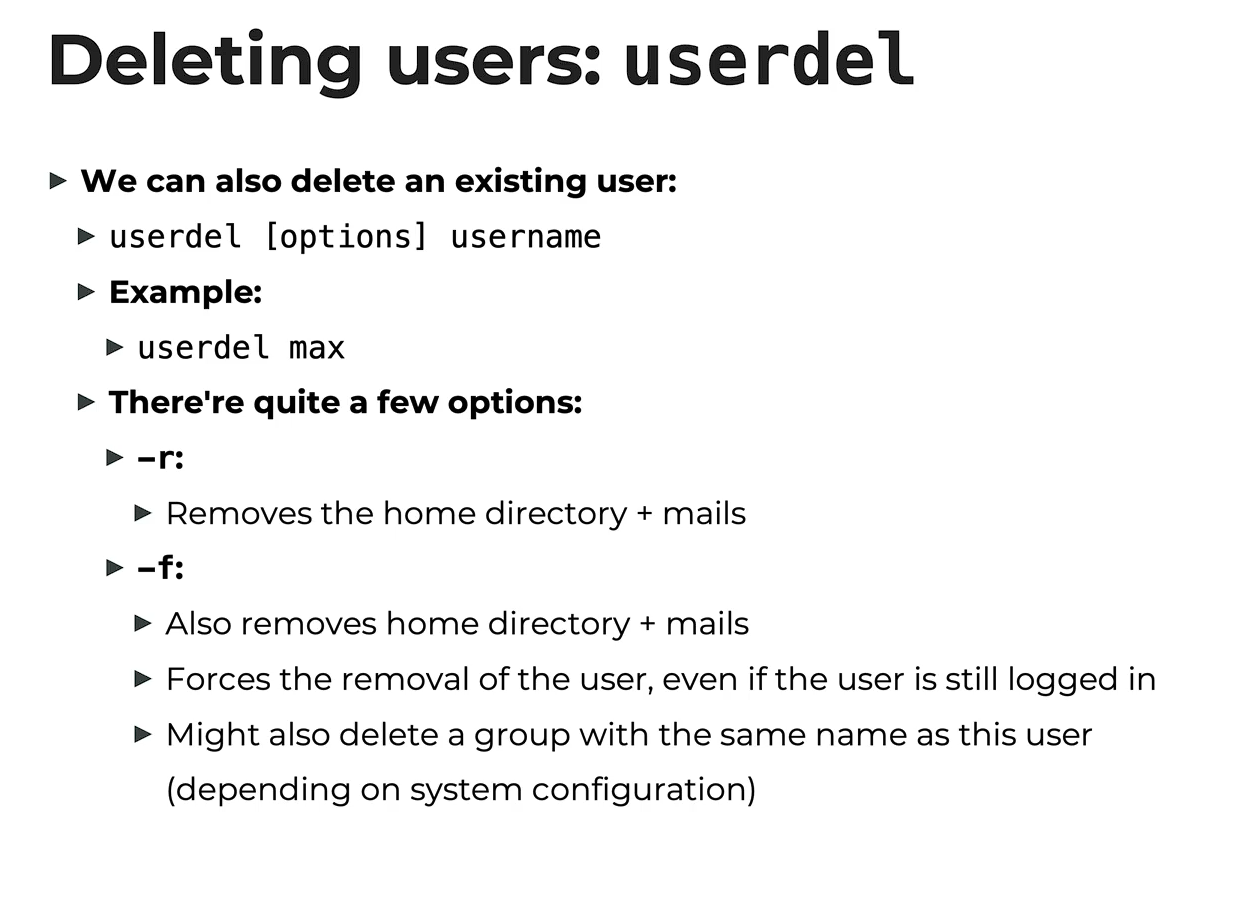 Deleting users: userdel
► We can also delete an existing user:
► userdel [options] username
► Example:
► userdel max
► There're quite a few options:
► –r:
► Removes the home directory + mails
► –f:
► Also removes home directory + mails
► Forces the removal of the user, even if the user is still logged in
► Might also delete a group with the same name as this user
(depending on system configuration)